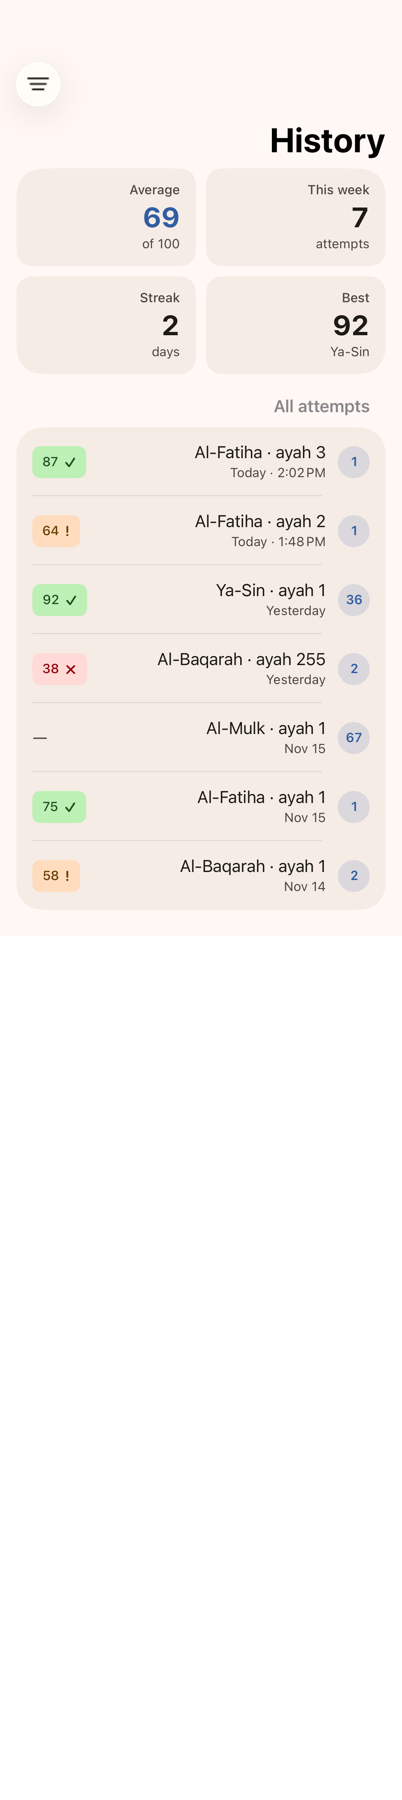 History
Average
69
of 100
This week
7
attempts
Streak
2
days
Best
92
Ya-Sin
All attempts
87 ✓
Al-Fatiha · ayah 3
Today · 2:02 PM
1
64 !
Al-Fatiha · ayah 2
Today · 1:48 PM
1
92 ✓
Ya-Sin · ayah 1
Yesterday
36
38 ✕
Al-Baqarah · ayah 255
Yesterday
2
—
Al-Mulk · ayah 1
Nov 15
67
75 ✓
Al-Fatiha · ayah 1
Nov 15
1
58 !
Al-Baqarah · ayah 1
Nov 14
2